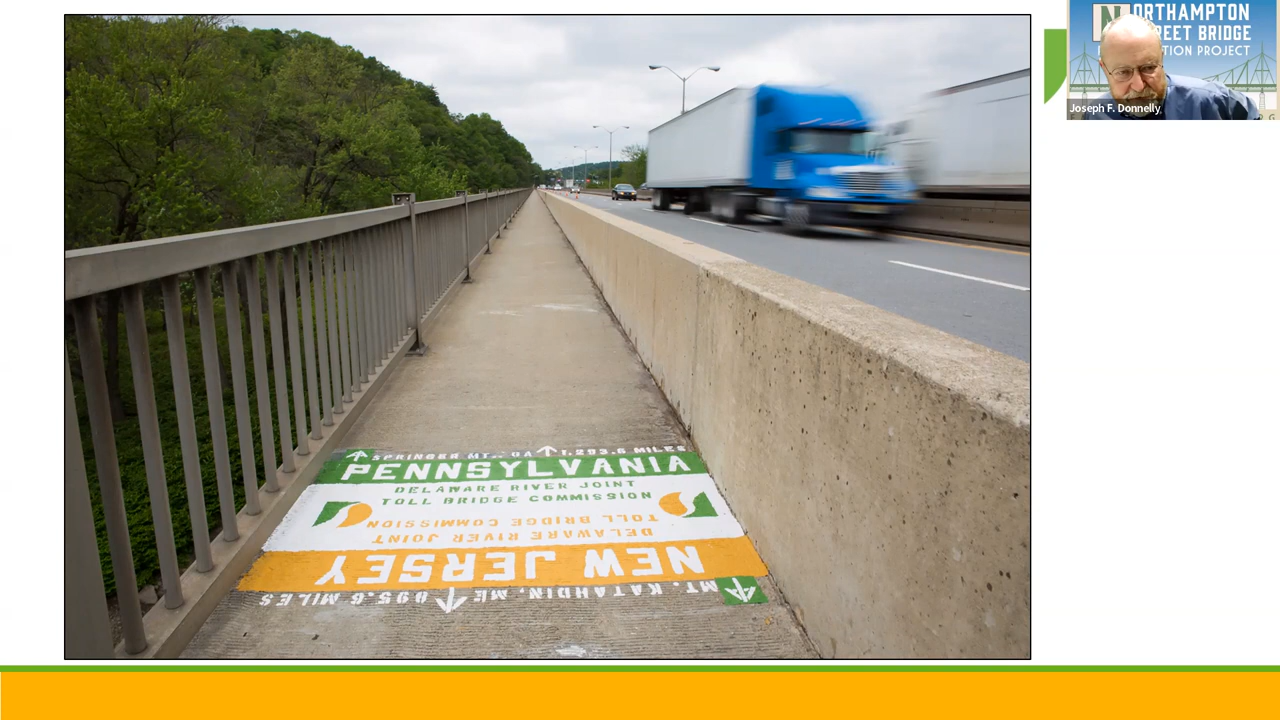 N ORTHAMPTON
REET BRIDGE
TION PROJECT
Joseph F. Donnelly
SPRINGER MT., GA 1,293.6 MILES
PENNSYLVANIA
DELAWARE RIVER JOINT
TOLL BRIDGE COMMISSION
MT. KATAHDIN, ME. 895.6 MILES
NEW JERSEY
DELAWARE RIVER JOINT
TOLL BRIDGE COMMISSION